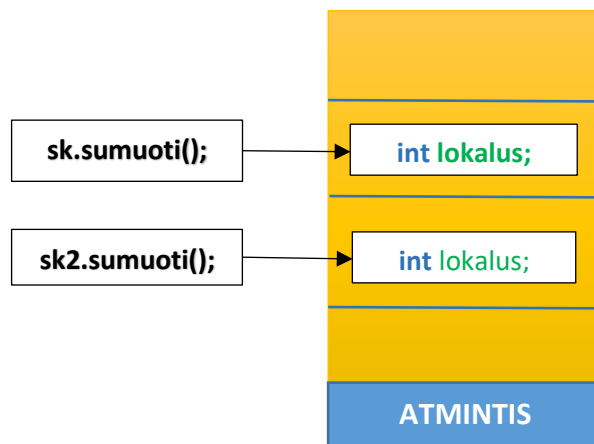 sk.sumuoti();
int lokalus;
sk2.sumuoti();
int lokalus;
ATMINTIS